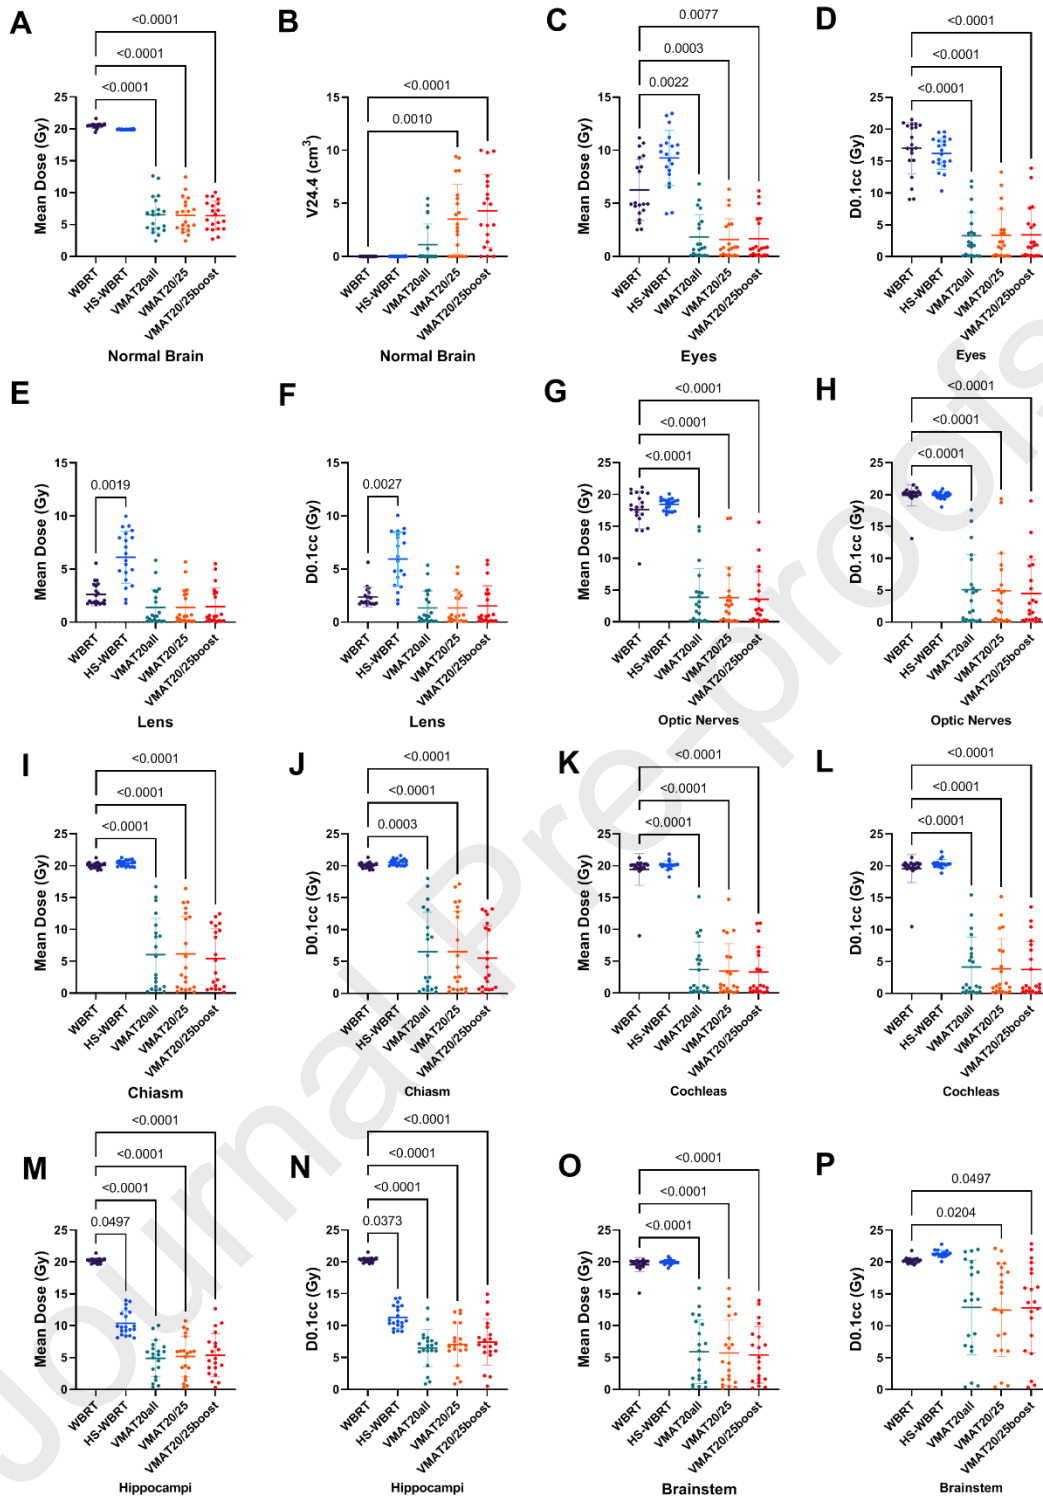 A
<0.0001
<0.0001
<0.0001
Mean Dose (Gy)
25
20
15
10
5
0
WBRT
HS-WBRT
VMAT20all
VMAT20/25
VMAT20/25boost
Normal Brain
B
<0.0001
0.0010
V24.4 (cm³)
30
25
20
15
10
5
0
WBRT
HS-WBRT
VMAT20all
VMAT20/25
VMAT20/25boost
Normal Brain
C
0.0077
0.0003
0.0022
Mean Dose (Gy)
15
10
5
0
WBRT
HS-WBRT
VMAT20all
VMAT20/25
VMAT20/25boost
Eyes
D
<0.0001
<0.0001
<0.0001
D0.1cc (Gy)
25
20
15
10
5
0
WBRT
HS-WBRT
VMAT20all
VMAT20/25
VMAT20/25boost
Eyes
E
0.0019
Mean Dose (Gy)
15
10
5
0
WBRT
HS-WBRT
VMAT20all
VMAT20/25
VMAT20/25boost
Lens
F
0.0027
D0.1cc (Gy)
15
10
5
0
WBRT
HS-WBRT
VMAT20all
VMAT20/25
VMAT20/25boost
Lens
G
<0.0001
<0.0001
<0.0001
Mean Dose (Gy)
25
20
15
10
5
0
WBRT
HS-WBRT
VMAT20all
VMAT20/25
VMAT20/25boost
Optic Nerves
H
<0.0001
<0.0001
<0.0001
D0.1cc (Gy)
25
20
15
10
5
0
WBRT
HS-WBRT
VMAT20all
VMAT20/25
VMAT20/25boost
Optic Nerves
I
<0.0001
<0.0001
<0.0001
Mean Dose (Gy)
25
20
15
10
5
0
WBRT
HS-WBRT
VMAT20all
VMAT20/25
VMAT20/25boost
Chiasm
J
<0.0001
<0.0001
0.0003
D0.1cc (Gy)
25
20
15
10
5
0
WBRT
HS-WBRT
VMAT20all
VMAT20/25
VMAT20/25boost
Chiasm
K
<0.0001
<0.0001
<0.0001
Mean Dose (Gy)
25
20
15
10
5
0
WBRT
HS-WBRT
VMAT20all
VMAT20/25
VMAT20/25boost
Cochleas
L
<0.0001
<0.0001
<0.0001
D0.1cc (Gy)
25
20
15
10
5
0
WBRT
HS-WBRT
VMAT20all
VMAT20/25
VMAT20/25boost
Cochleas
M
<0.0001
<0.0001
<0.0001
0.0497
Mean Dose (Gy)
25
20
15
10
5
0
WBRT
HS-WBRT
VMAT20all
VMAT20/25
VMAT20/25boost
Hippocampi
N
<0.0001
<0.0001
<0.0001
0.0373
D0.1cc (Gy)
25
20
15
10
5
0
WBRT
HS-WBRT
VMAT20all
VMAT20/25
VMAT20/25boost
Hippocampi
O
<0.0001
<0.0001
<0.0001
Mean Dose (Gy)
25
20
15
10
5
0
WBRT
HS-WBRT
VMAT20all
VMAT20/25
VMAT20/25boost
Brainstem
P
0.0497
0.0204
D0.1cc (Gy)
25
20
15
10
5
0
WBRT
HS-WBRT
VMAT20all
VMAT20/25
VMAT20/25boost
Brainstem
Journal Pre-proofs